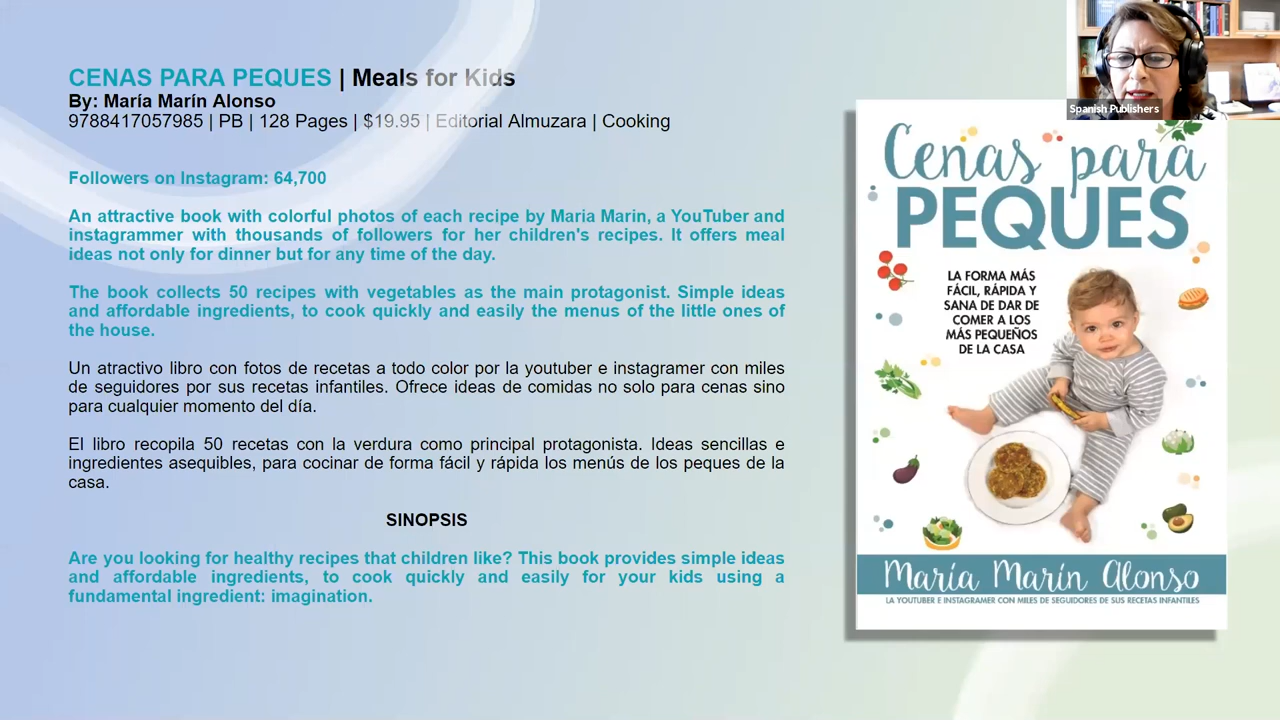 CENAS PARA PEQUES | Meals for Kids
By: María Marín Alonso
9788417057985 | PB | 128 Pages | $19.95 | Editorial Almuzara | Cooking
Followers on Instagram: 64,700
An attractive book with colorful photos of each recipe by Maria Marin, a YouTuber and
instagrammer with thousands of followers for her children's recipes. It offers meal
ideas not only for dinner but for any time of the day.
The book collects 50 recipes with vegetables as the main protagonist. Simple ideas
and affordable ingredients, to cook quickly and easily the menus of the little ones of
the house.
Un atractivo libro con fotos de recetas a todo color por la youtuber e instagramer con miles
de seguidores por sus recetas infantiles. Ofrece ideas de comidas no solo para cenas sino
para cualquier momento del día.
El libro recopila 50 recetas con la verdura como principal protagonista. Ideas sencillas e
ingredientes asequibles, para cocinar de forma fácil y rápida los menús de los peques de la
casa.
SINOPSIS
Are you looking for healthy recipes that children like? This book provides simple ideas
and affordable ingredients, to cook quickly and easily for your kids using a
fundamental ingredient: imagination.
Spanish Publishers
Cenas para
PEQUES
LA FORMA MÁS
FÁCIL, RÁPIDA Y
SANA DE DAR DE
COMER A LOS
MÁS PEQUEÑOS
DE LA CASA
María Marín Alonso
LA YOUTUBER E INSTAGRAMER CON MILES DE SEGUIDORES DE SUS RECETAS INFANTILES